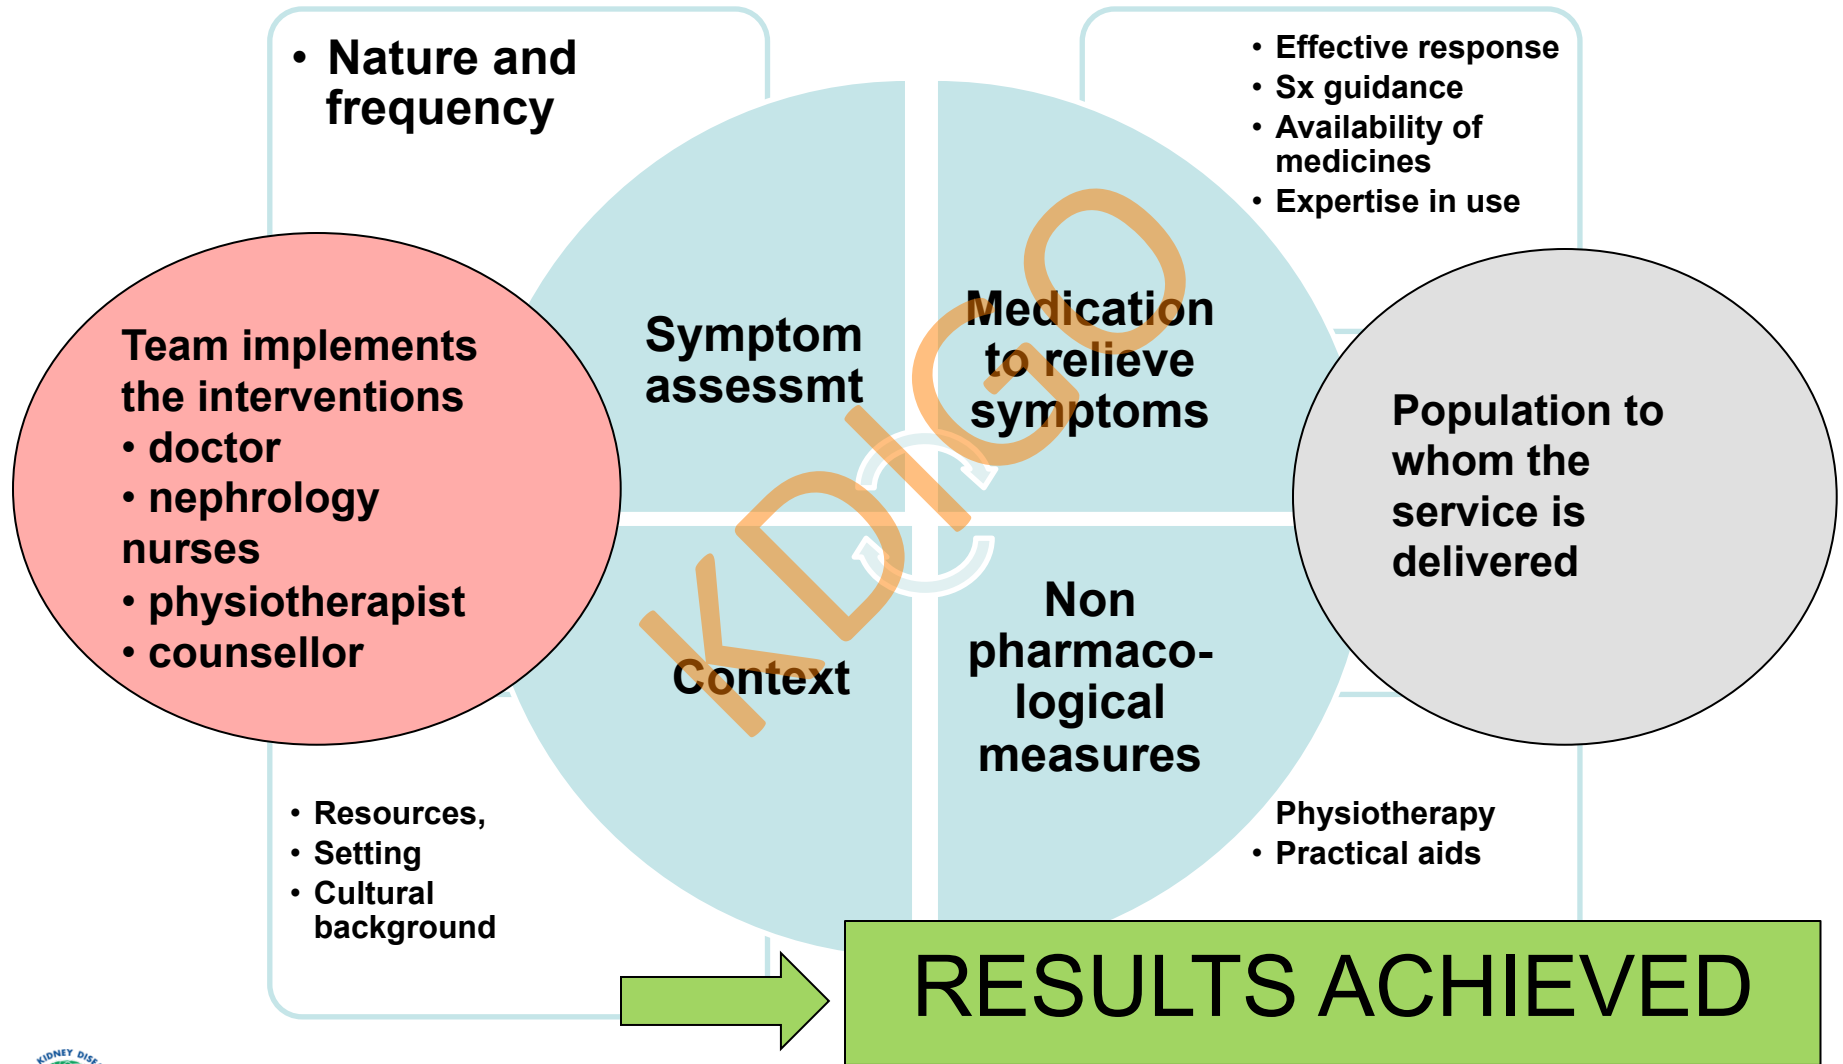 • Nature and
frequency
• Effective response
• Sx guidance
• Availability of
medicines
• Expertise in use
Team implements
the interventions
• doctor
• nephrology
nurses
• physiotherapist
• counsellor
Symptom
assessmt
Medication
to relieve
symptoms
Population to
whom the
service is
delivered
Context
Non
pharmaco-
logical
measures
• Resources,
• Setting
• Cultural
background
Physiotherapy
• Practical aids
RESULTS ACHIEVED
KDIGO
KIDNEY